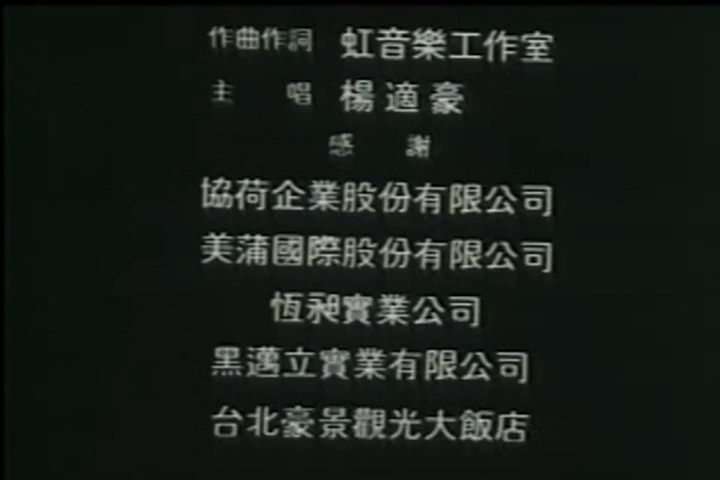 作曲作詞 虹音樂工作室
主唱 楊適豪
感謝
協荷企業股份有限公司
美蒲國際股份有限公司
恆昶實業公司
黑邁立實業有限公司
台北豪景觀光大飯店